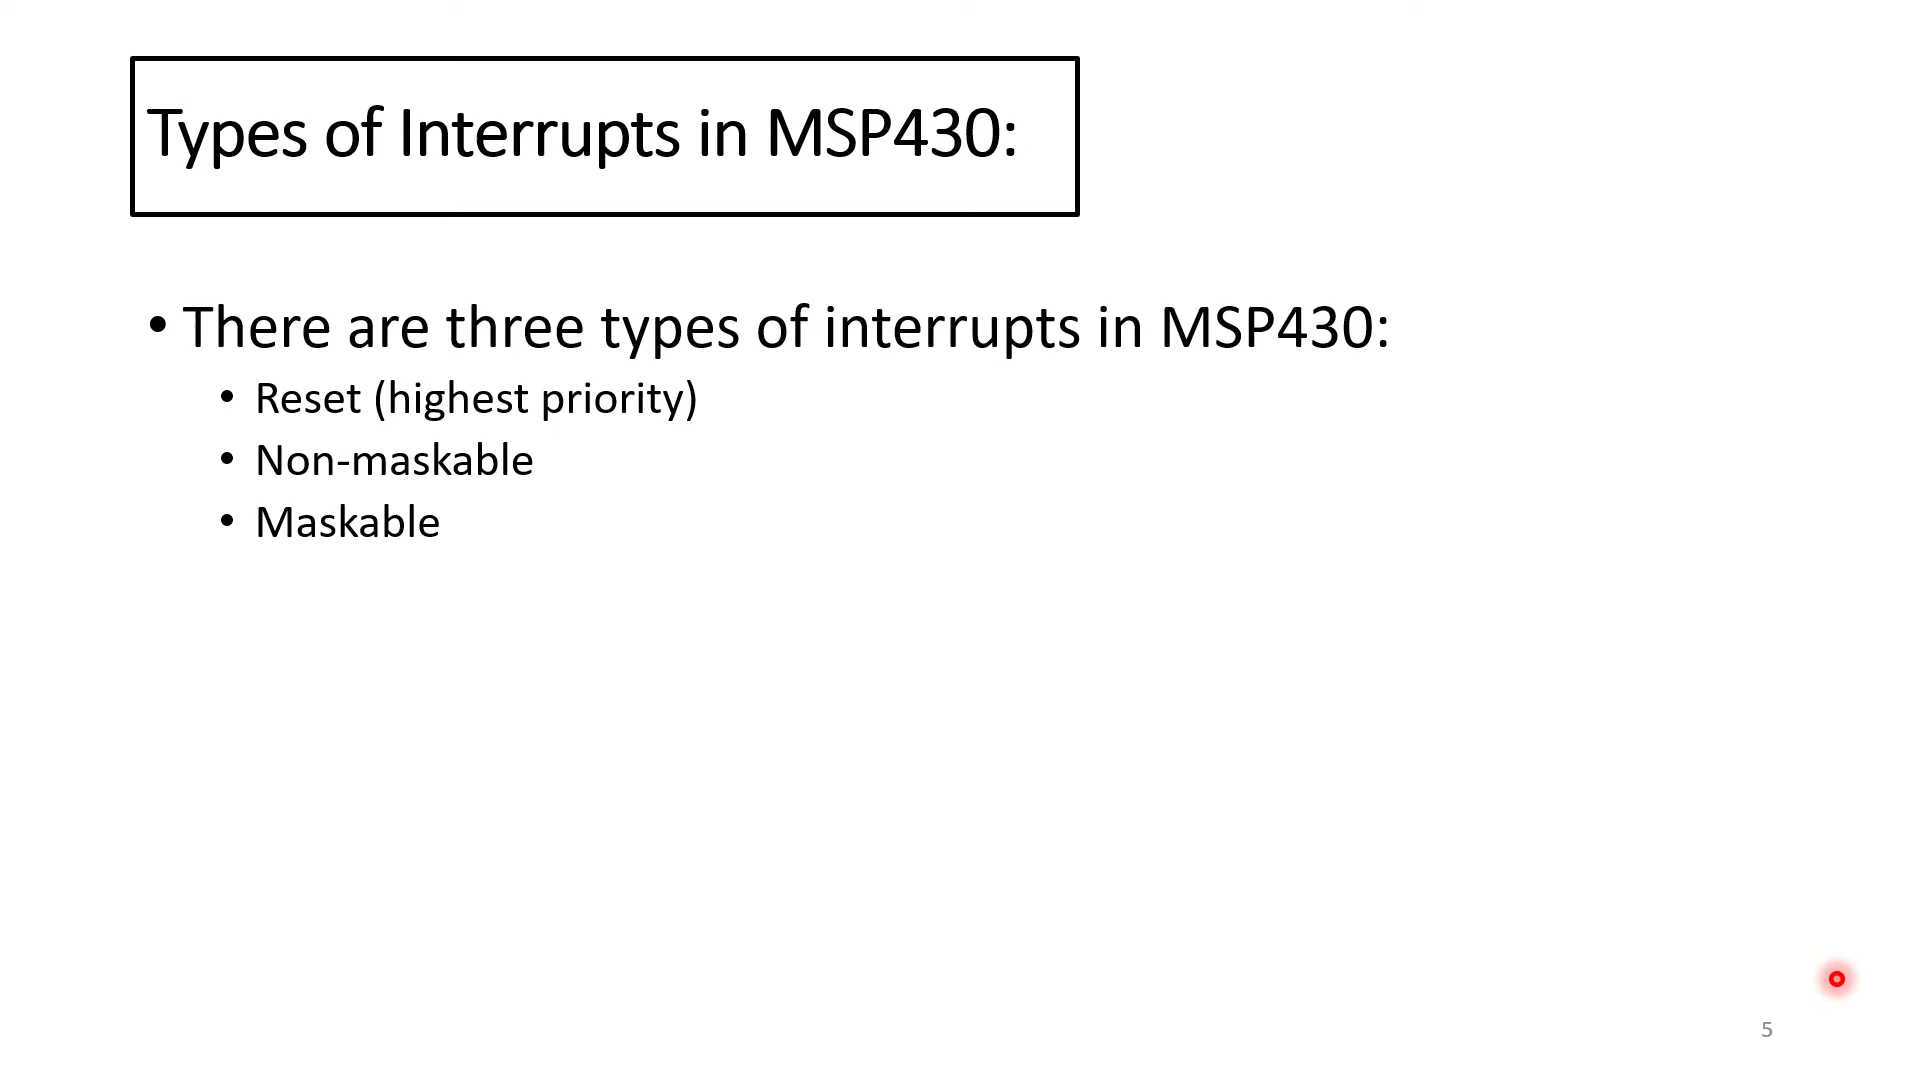 Types of Interrupts in MSP430:
• There are three types of interrupts in MSP430:
• Reset (highest priority)
• Non-maskable
• Maskable
5